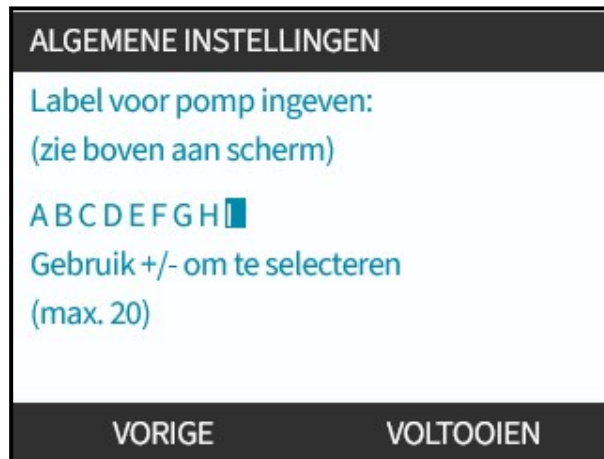 ALGEMENE INSTELLINGEN
Label voor pomp ingeven:
(zie boven aan scherm)
A B C D E F G H I
Gebruik +/- om te selecteren
(max. 20)
VORIGE VOLTOOIEN